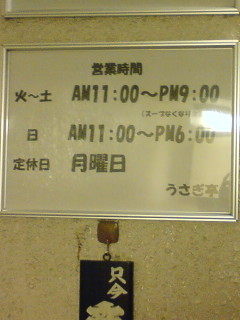 営業時間
火～土 AM11:00～PM9:00
(スープなくなり
日 AM11:00～PM6:00
定休日 月曜日
うさぎ亭
只今